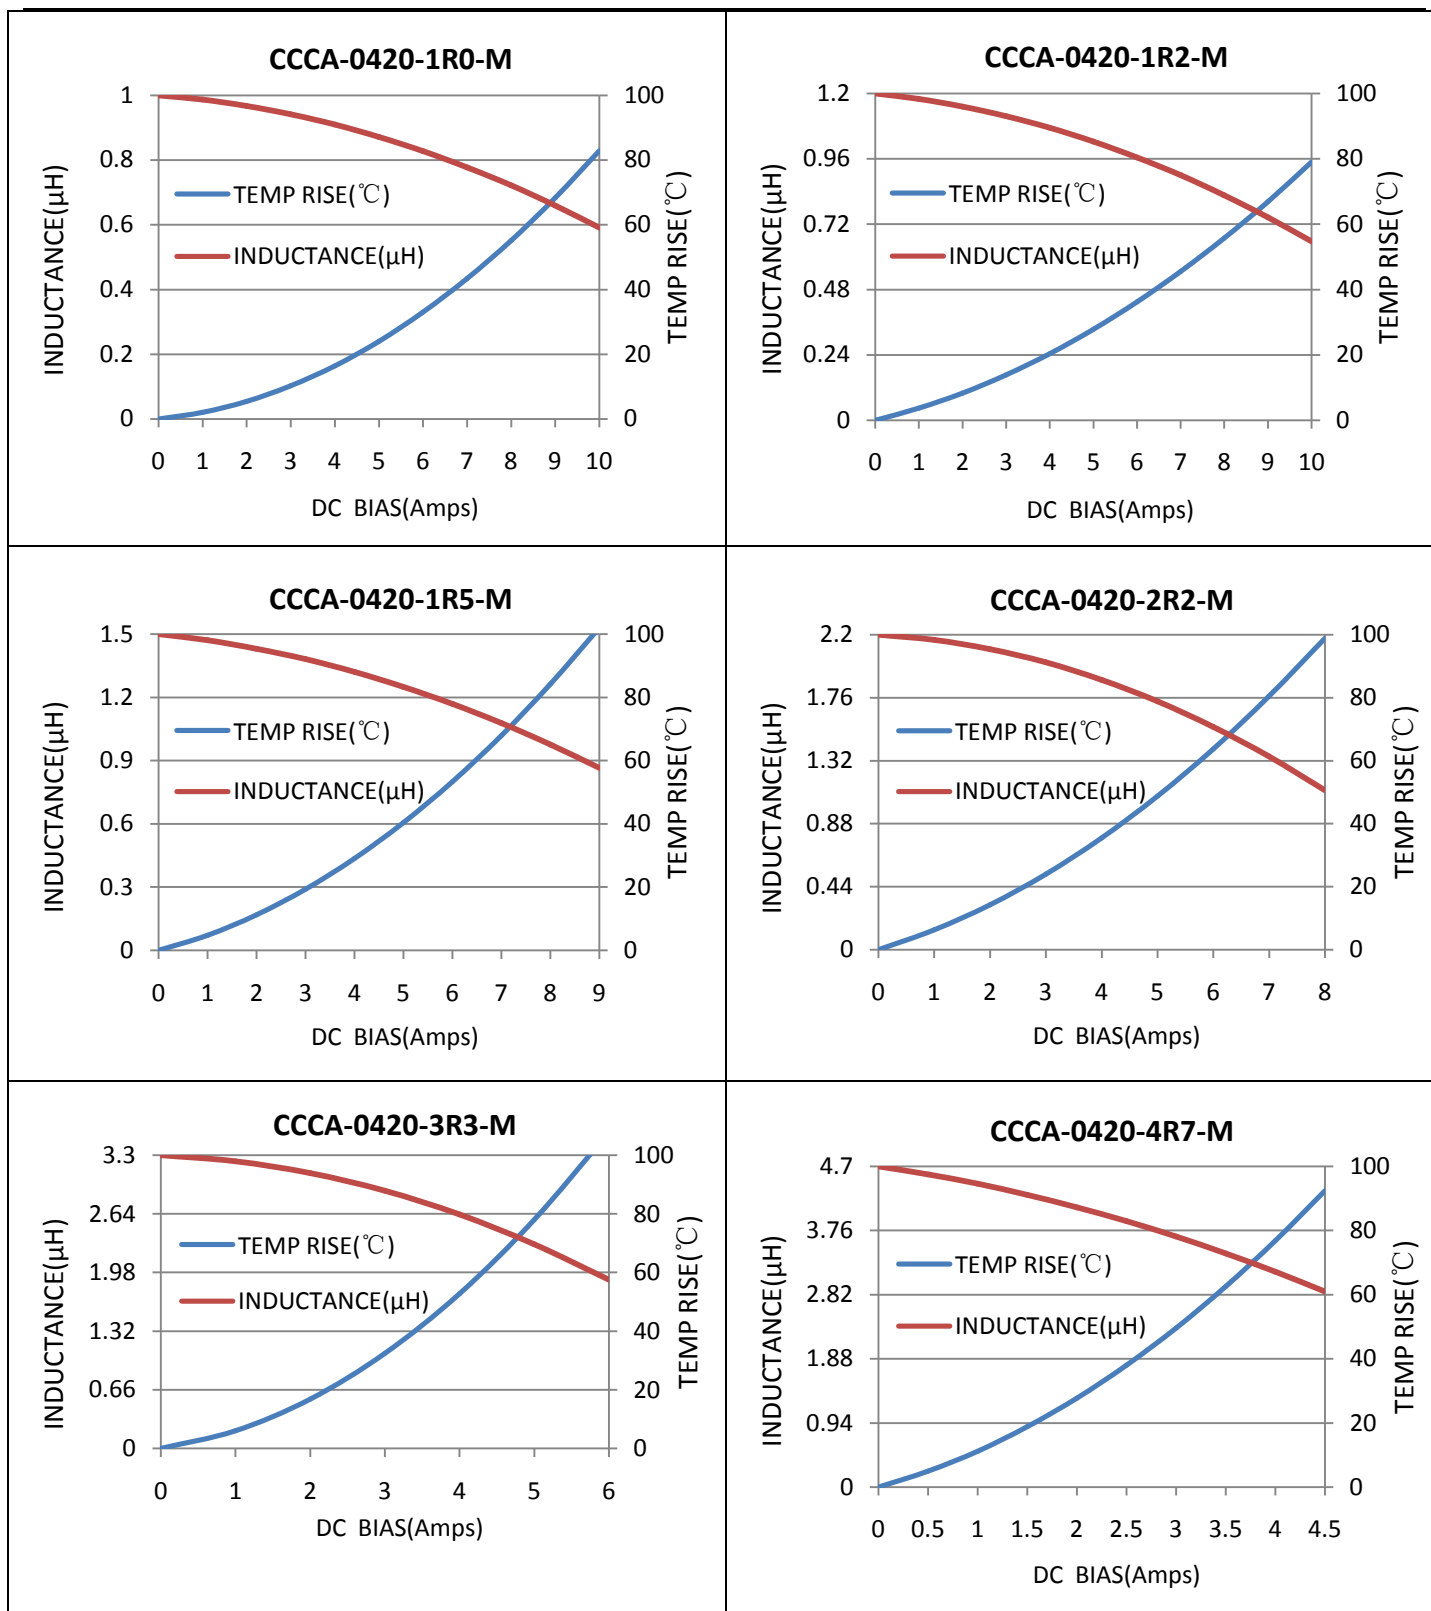 CCCA-0420-1R0-M
INDUCTANCE(μH)
1
0.8
0.6
0.4
0.2
0
TEMP RISE(℃)
INDUCTANCE(μH)
100
80
60
40
20
0
TEMP RISE(℃)
0 1 2 3 4 5 6 7 8 9 10
DC BIAS(Amps)
CCCA-0420-1R2-M
INDUCTANCE(μH)
1.2
0.96
0.72
0.48
0.24
0
TEMP RISE(℃)
INDUCTANCE(μH)
100
80
60
40
20
0
TEMP RISE(℃)
0 1 2 3 4 5 6 7 8 9 10
DC BIAS(Amps)
CCCA-0420-1R5-M
INDUCTANCE(μH)
1.5
1.2
0.9
0.6
0.3
0
TEMP RISE(℃)
INDUCTANCE(μH)
100
80
60
40
20
0
TEMP RISE(℃)
0 1 2 3 4 5 6 7 8 9
DC BIAS(Amps)
CCCA-0420-2R2-M
INDUCTANCE(μH)
2.2
1.76
1.32
0.88
0.44
0
TEMP RISE(℃)
INDUCTANCE(μH)
100
80
60
40
20
0
TEMP RISE(℃)
0 1 2 3 4 5 6 7 8
DC BIAS(Amps)
CCCA-0420-3R3-M
INDUCTANCE(μH)
3.3
2.64
1.98
1.32
0.66
0
TEMP RISE(℃)
INDUCTANCE(μH)
100
80
60
40
20
0
TEMP RISE(℃)
0 1 2 3 4 5 6
DC BIAS(Amps)
CCCA-0420-4R7-M
INDUCTANCE(μH)
4.7
3.76
2.82
1.88
0.94
0
TEMP RISE(℃)
INDUCTANCE(μH)
100
80
60
40
20
0
TEMP RISE(℃)
0 0.5 1 1.5 2 2.5 3 3.5 4 4.5
DC BIAS(Amps)